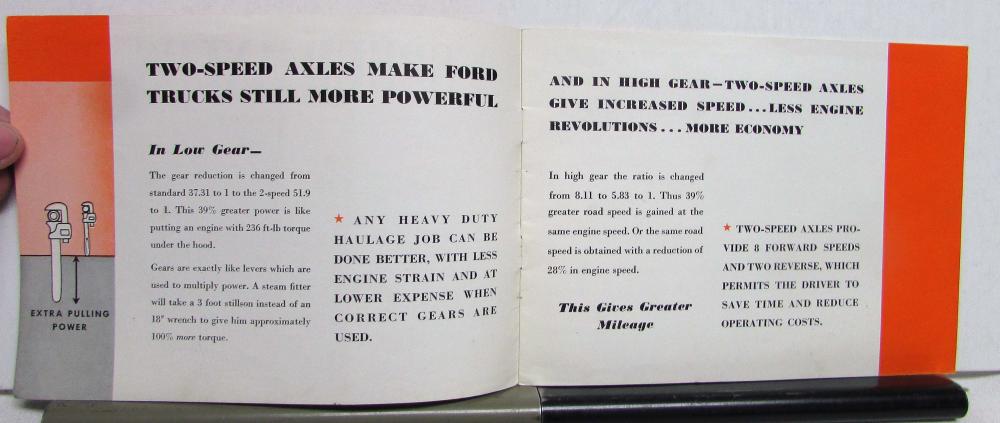 TWO-SPEED AXLES MAKE FORD
TRUCKS STILL MORE POWERFUL
In Low Gear—
The gear reduction is changed from
standard 37.31 to 1 to the 2-speed 51.9
to 1. This 39% greater power is like
putting an engine with 236 ft-lb torque
under the hood.
Gears are exactly like levers which are
used to multiply power. A steam fitter
will take a 3 foot stillson instead of an
18" wrench to give him approximately
100% more torque.
★ ANY HEAVY DUTY
HAULAGE JOB CAN BE
DONE BETTER, WITH LESS
ENGINE STRAIN AND AT
LOWER EXPENSE WHEN
CORRECT GEARS ARE
USED.
EXTRA PULLING
POWER
AND IN HIGH GEAR—TWO-SPEED AXLES
GIVE INCREASED SPEED...LESS ENGINE
REVOLUTIONS...MORE ECONOMY
In high gear the ratio is changed
from 8.11 to 5.83 to 1. Thus 39%
greater road speed is gained at the
same engine speed. Or the same road
speed is obtained with a reduction of
28% in engine speed.
This Gives Greater
Mileage
★ TWO-SPEED AXLES PRO-
VIDE 8 FORWARD SPEEDS
AND TWO REVERSE, WHICH
PERMITS THE DRIVER TO
SAVE TIME AND REDUCE
OPERATING COSTS.